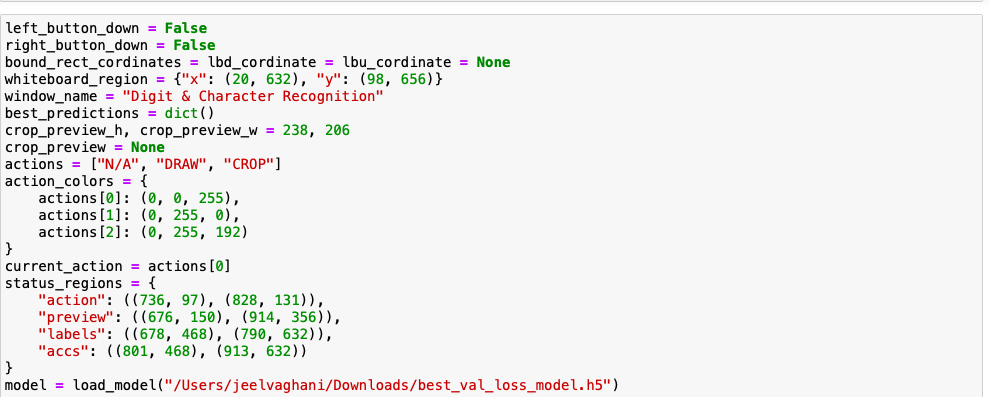 left_button_down = False
right_button_down = False
bound_rect_cordinates = lbd_cordinate = lbu_cordinate = None
whiteboard_region = {"x": (20, 632), "y": (98, 656)}
window_name = "Digit & Character Recognition"
best_predictions = dict()
crop_preview_h, crop_preview_w = 238, 206
crop_preview = None
actions = ["N/A", "DRAW", "CROP"]
action_colors = {
    actions[0]: (0, 0, 255),
    actions[1]: (0, 255, 0),
    actions[2]: (0, 255, 192)
}
current_action = actions[0]
status_regions = {
    "action": ((736, 97), (828, 131)),
    "preview": ((676, 150), (914, 356)),
    "labels": ((678, 468), (790, 632)),
    "accs": ((801, 468), (913, 632))
}
model = load_model("/Users/jeelvaghani/Downloads/best_val_loss_model.h5")